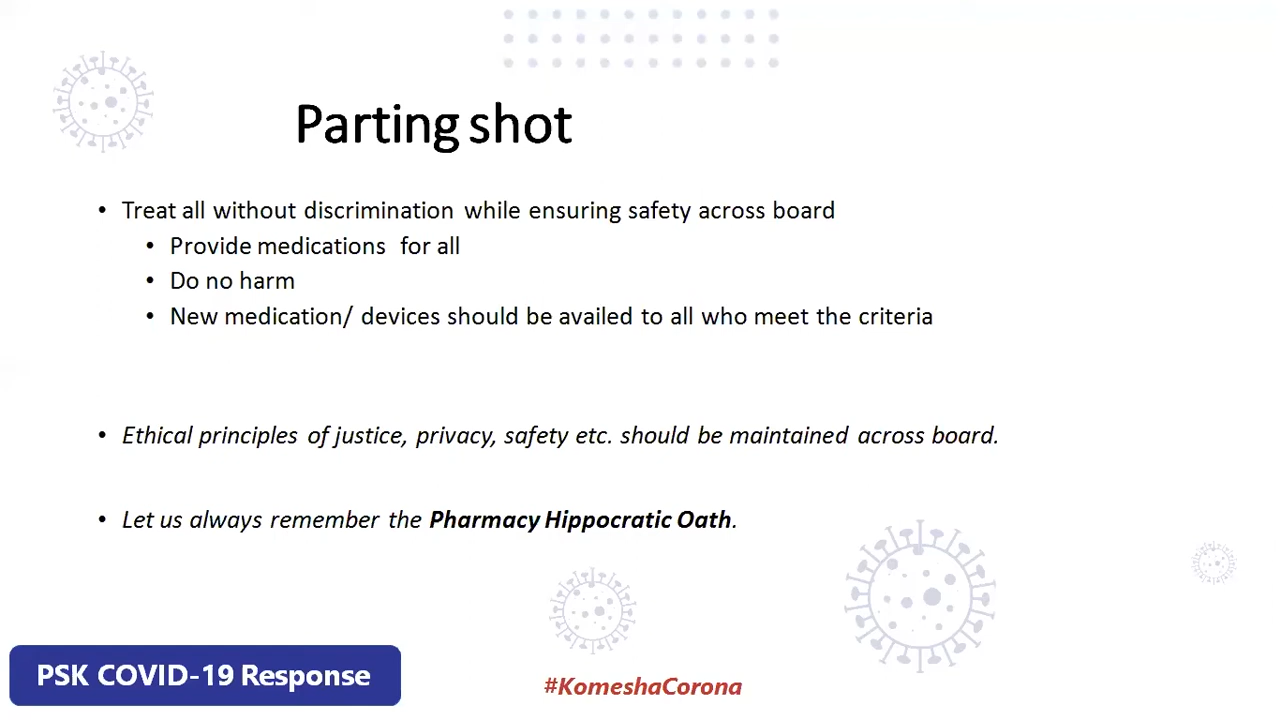 Parting shot
• Treat all without discrimination while ensuring safety across board
• Provide medications for all
• Do no harm
• New medication/ devices should be availed to all who meet the criteria
• Ethical principles of justice, privacy, safety etc. should be maintained across board.
• Let us always remember the Pharmacy Hippocratic Oath.
PSK COVID-19 Response
#KomeshaCorona